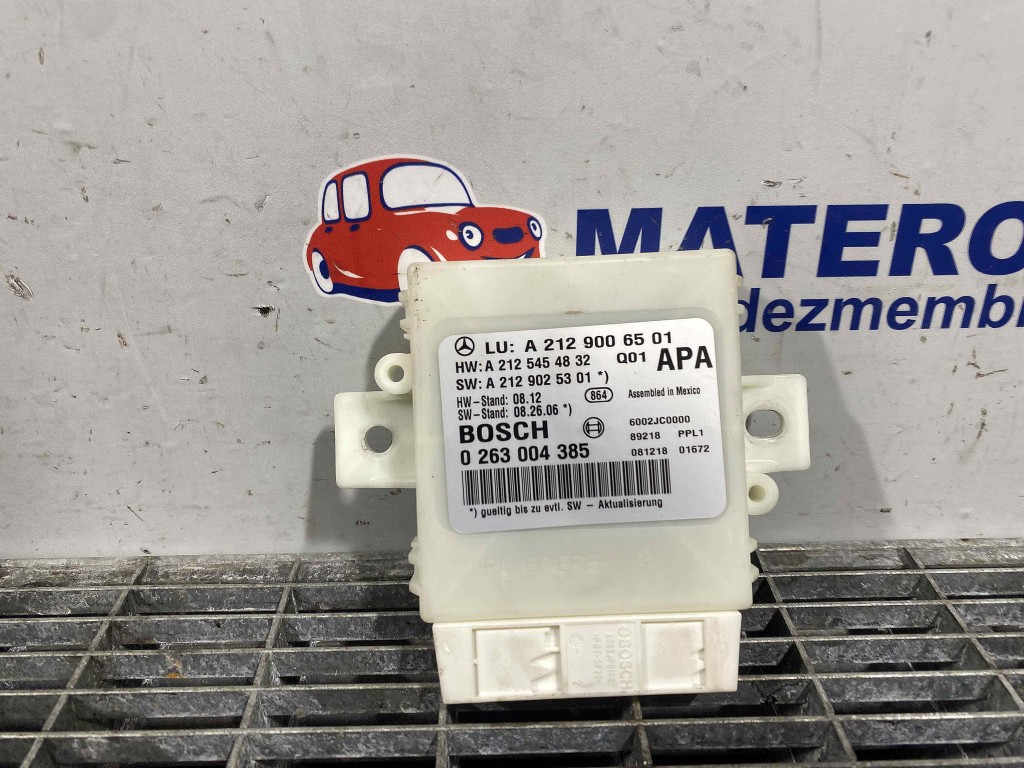 MATERO
dezmembr
LU: A 212 900 65 01
HW: A 212 545 48 32 Q01 APA
SW: A 212 902 53 01 *)
HW-Stand: 08.12 864 Assembled in Mexico
SW-Stand: 08.26.06 *)
BOSCH 6002JC0000
89218 PPL1
0 263 004 385 081218 01672
*) gueltig bis zu evtl. SW - Aktualisierung
BOSCH